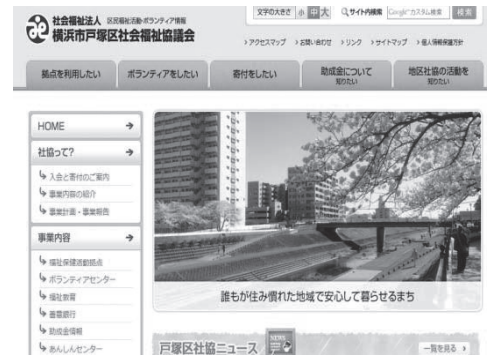 社会福祉法人 区民福祉活動・ボランティア情報
横浜市戸塚区社会福祉協議会
文字の大きさ 小 中 大 サイト内検索 Google カスタム検索 検索
アクセスマップ お問い合わせ リンク サイトマップ 個人情報保護方針
拠点を利用したい
ボランティアをしたい
寄付をしたい
助成金について
知りたい
地区社協の活動を
知りたい
HOME
社協って?
入会と寄付のご案内
事業内容の紹介
事業計画・事業報告
事業内容
福祉保健活動拠点
ボランティアセンター
福祉教育
善意銀行
助成金情報
あんしんセンター
誰もが住み慣れた地域で安心して暮らせるまち
戸塚区社協ニュース NEWS
一覧を見る